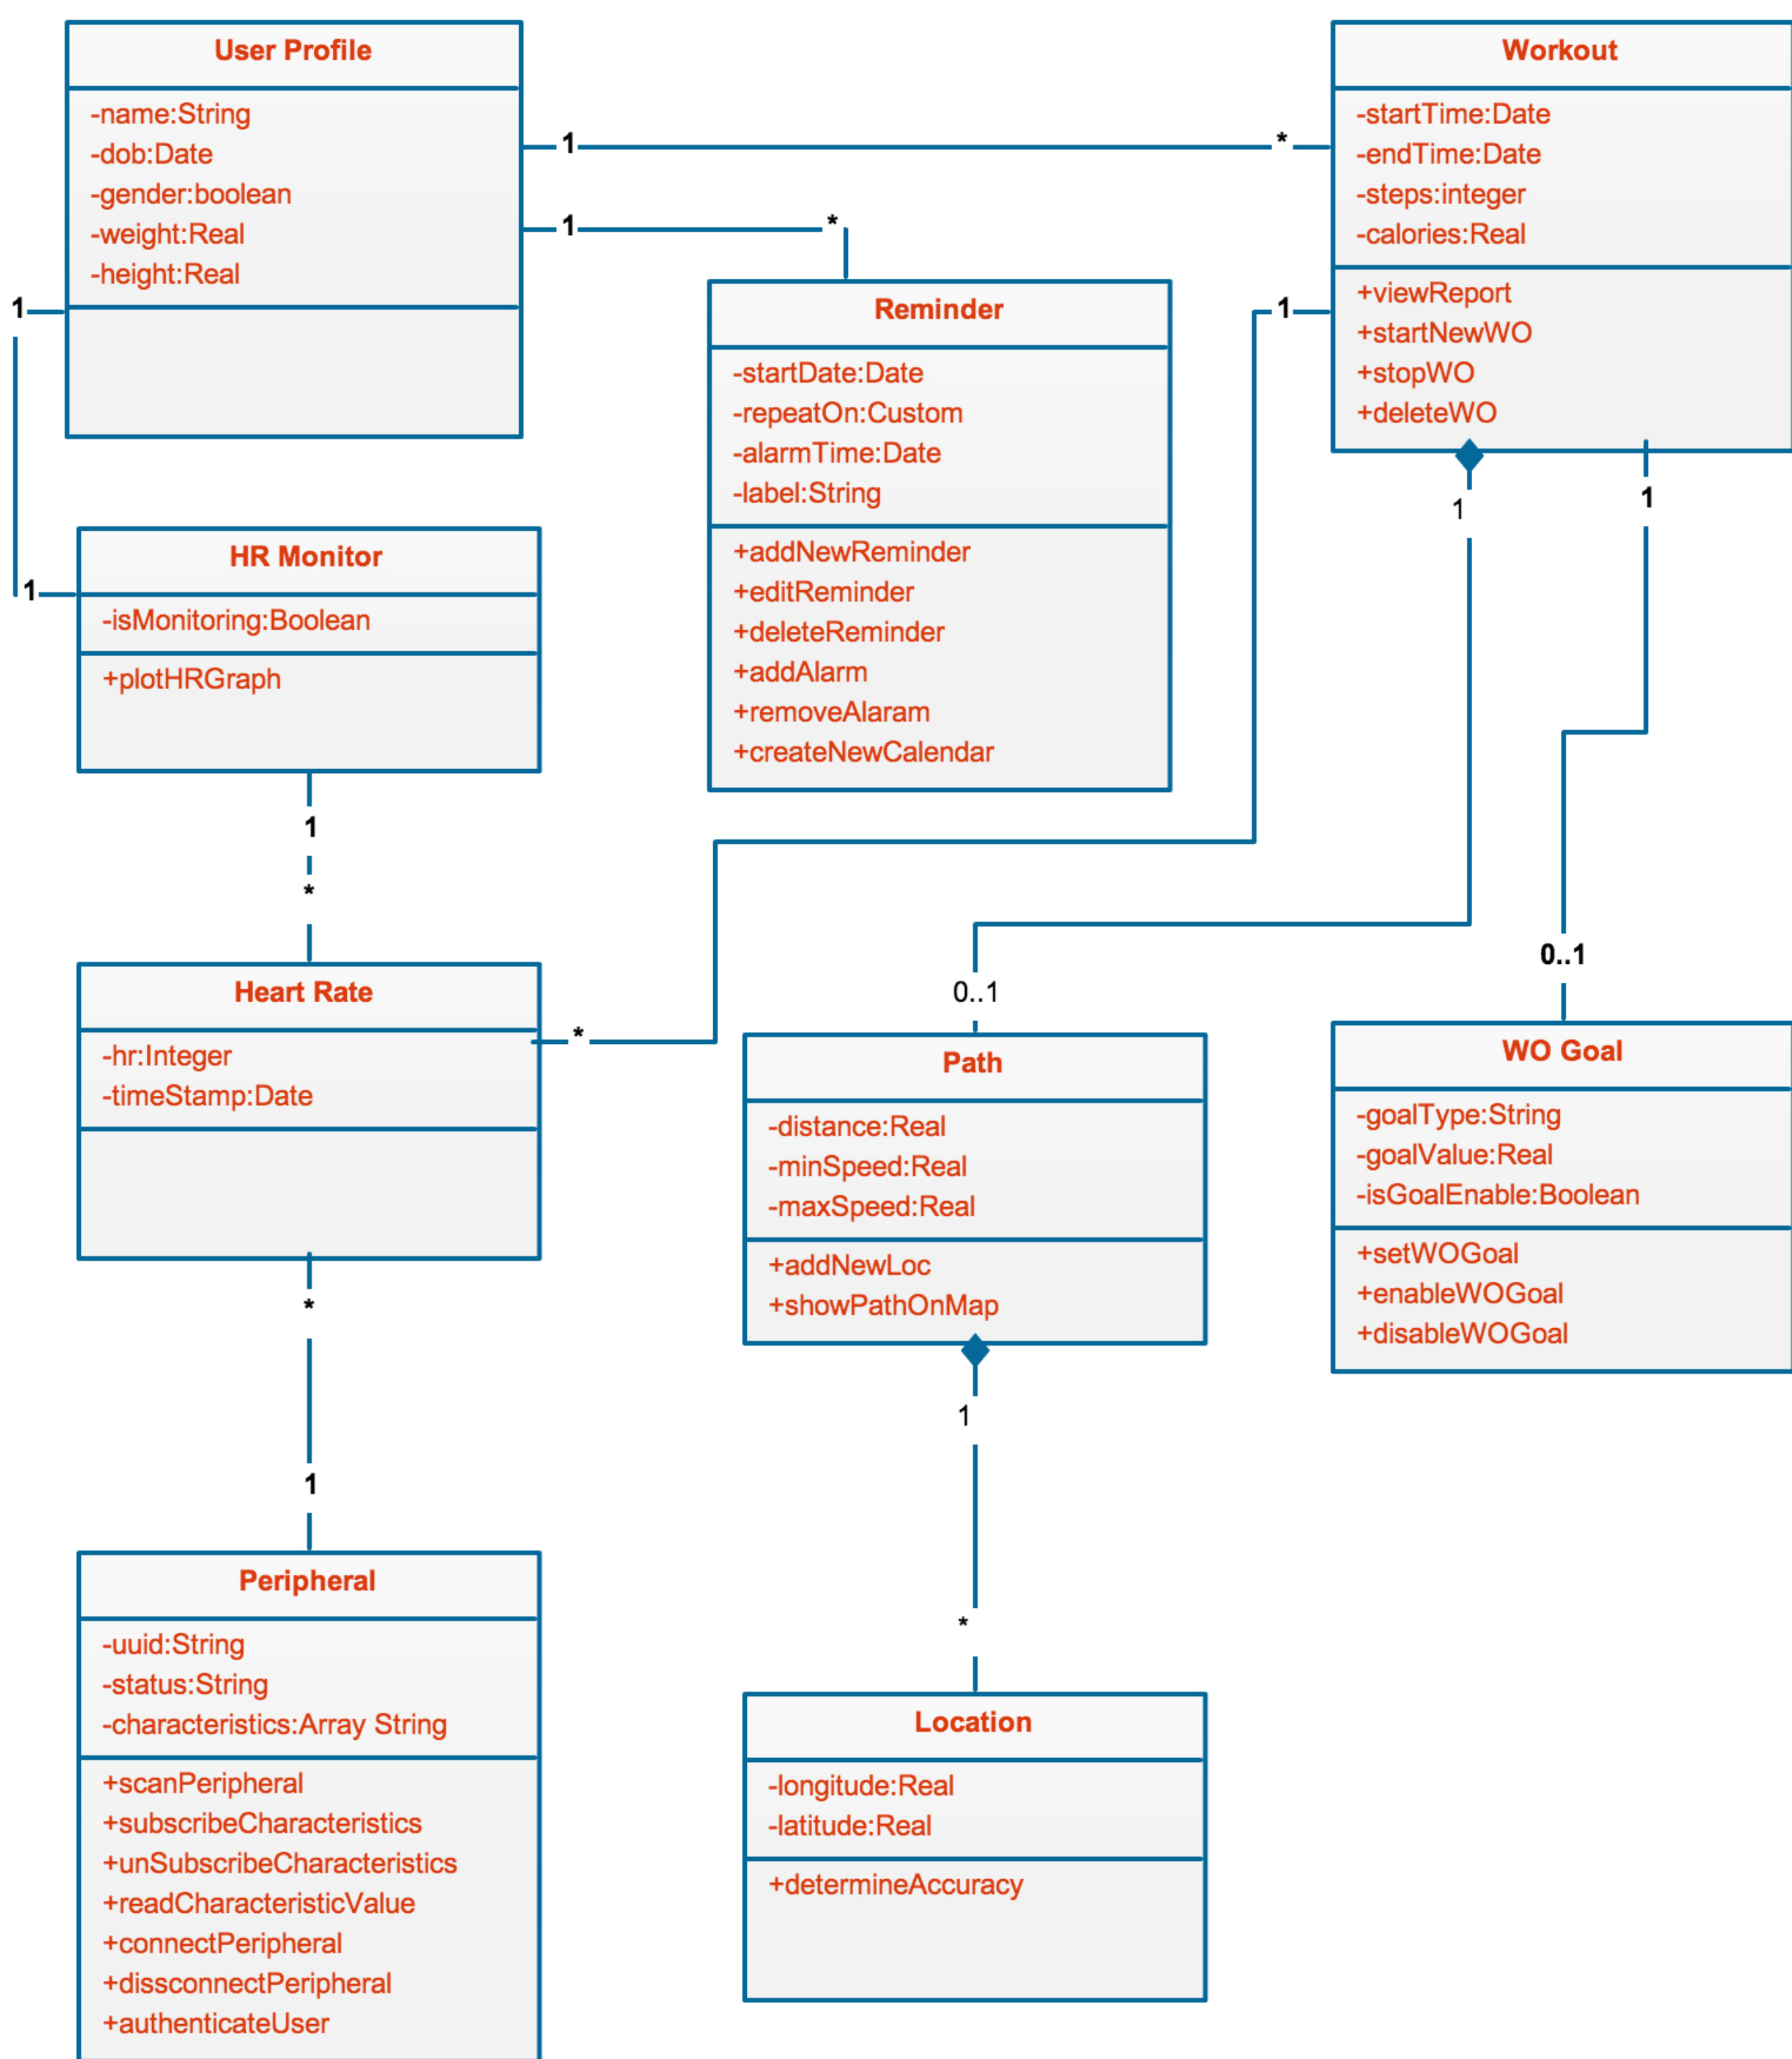 User Profile
-name:String
-dob:Date
-gender:boolean
-weight:Real
-height:Real
1
*
1
*
1
1
Workout
-startTime:Date
-endTime:Date
-steps:integer
-calories:Real
+viewReport
+startNewWO
+stopWO
+deleteWO
1
1
1
Reminder
-startDate:Date
-repeatOn:Custom
-alarmTime:Date
-label:String
+addNewReminder
+editReminder
+deleteReminder
+addAlarm
+removeAlaram
+createNewCalendar
HR Monitor
-isMonitoring:Boolean
+plotHRGraph
1
*
Heart Rate
-hr:Integer
-timeStamp:Date
*
*
1
0..1
Path
-distance:Real
-minSpeed:Real
-maxSpeed:Real
+addNewLoc
+showPathOnMap
1
*
0..1
WO Goal
-goalType:String
-goalValue:Real
-isGoalEnable:Boolean
+setWOGoal
+enableWOGoal
+disableWOGoal
Peripheral
-uuid:String
-status:String
-characteristics:Array String
+scanPeripheral
+subscribeCharacteristics
+unSubscribeCharacteristics
+readCharacteristicValue
+connectPeripheral
+dissconnectPeripheral
+authenticateUser
Location
-longitude:Real
-latitude:Real
+determineAccuracy